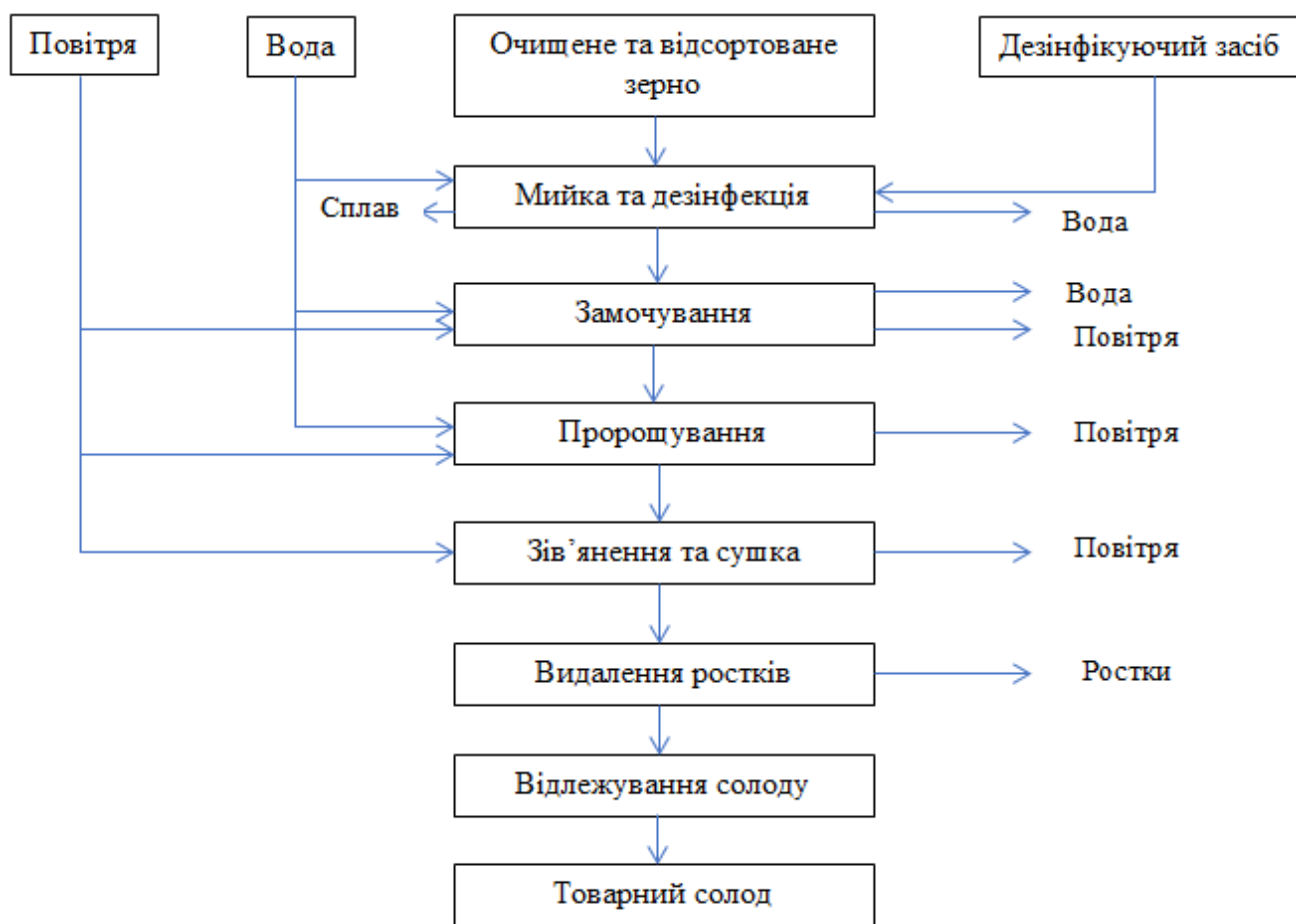 Повітря
Вода
Очищене та відсортоване
зерно
Дезінфікуючий засіб
Мийка та дезінфекція
Сплав
Вода
Замочування
Вода
Повітря
Пророщування
Повітря
Зів’янення та сушка
Повітря
Видалення ростків
Ростки
Відлежування солоду
Товарний солод